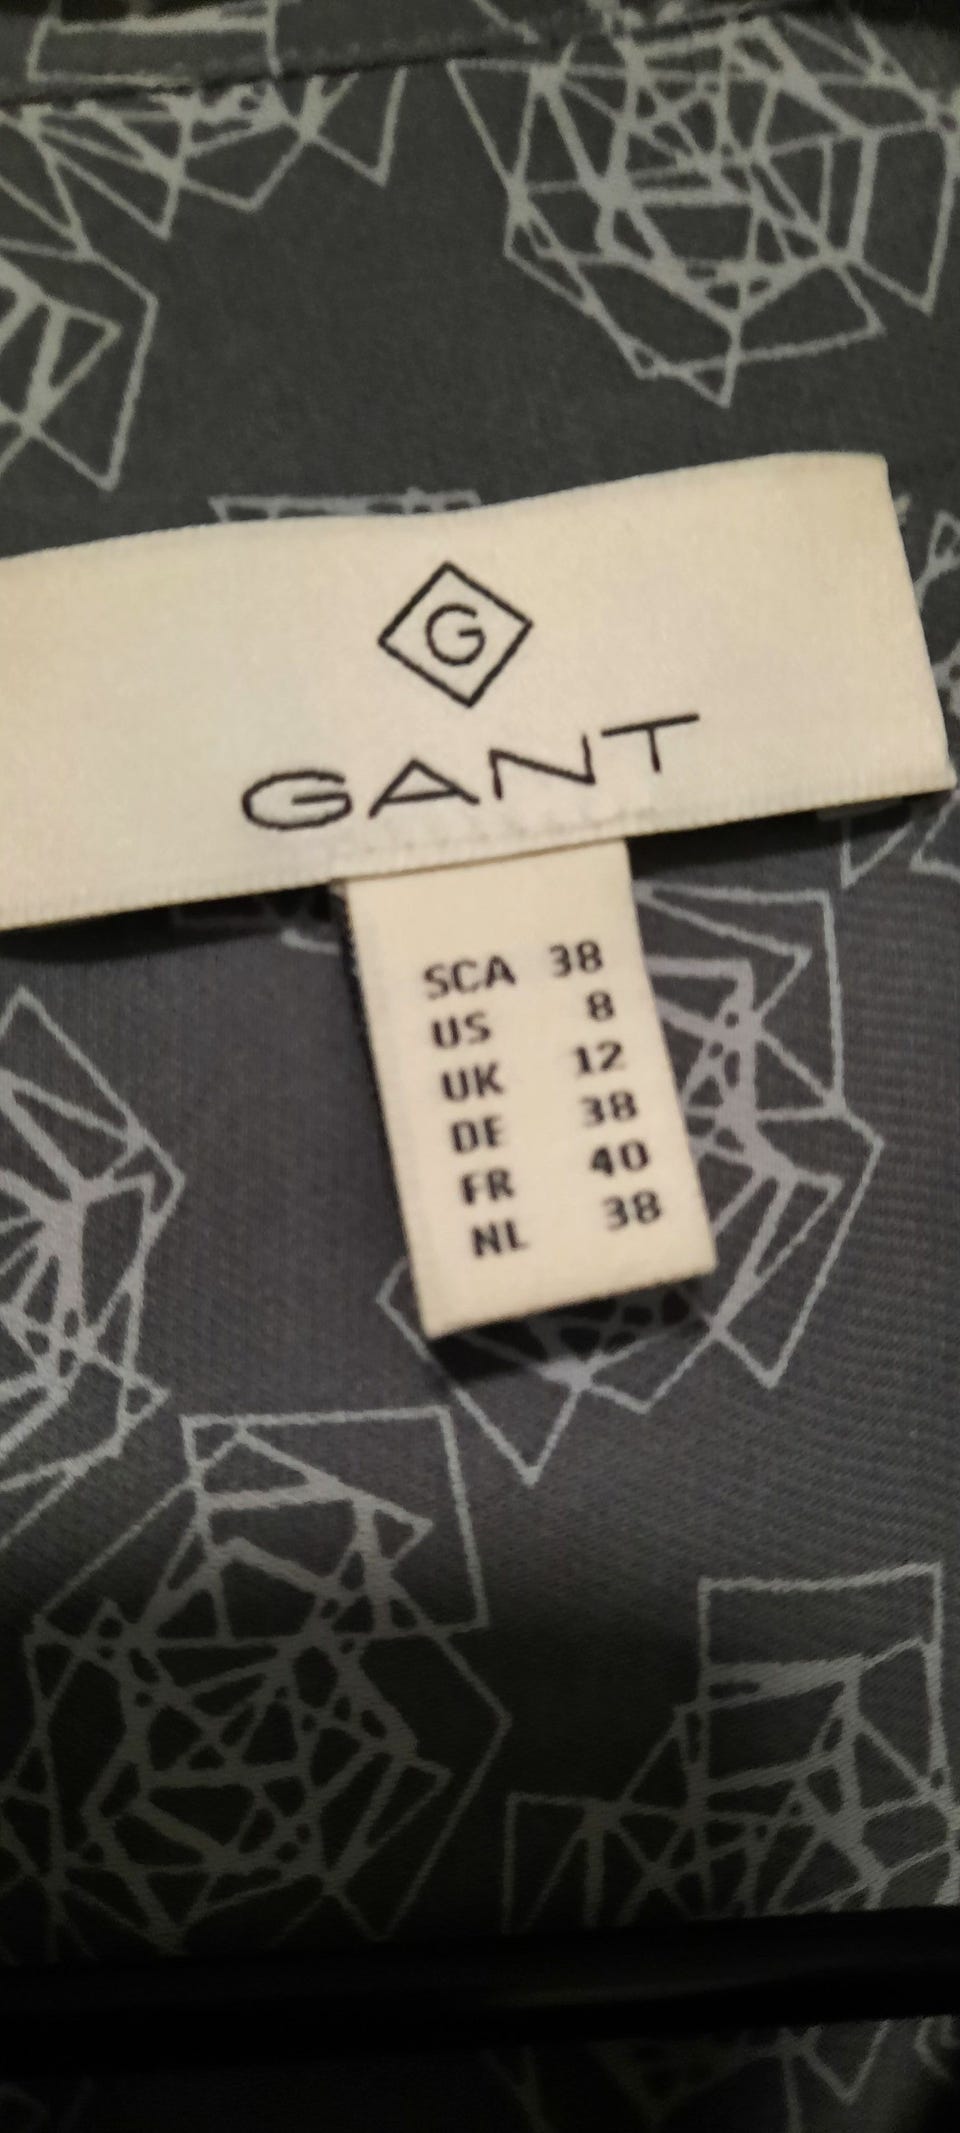 G
GANT
SCA 38
US 8
UK 12
DE 38
FR 40
NL 38